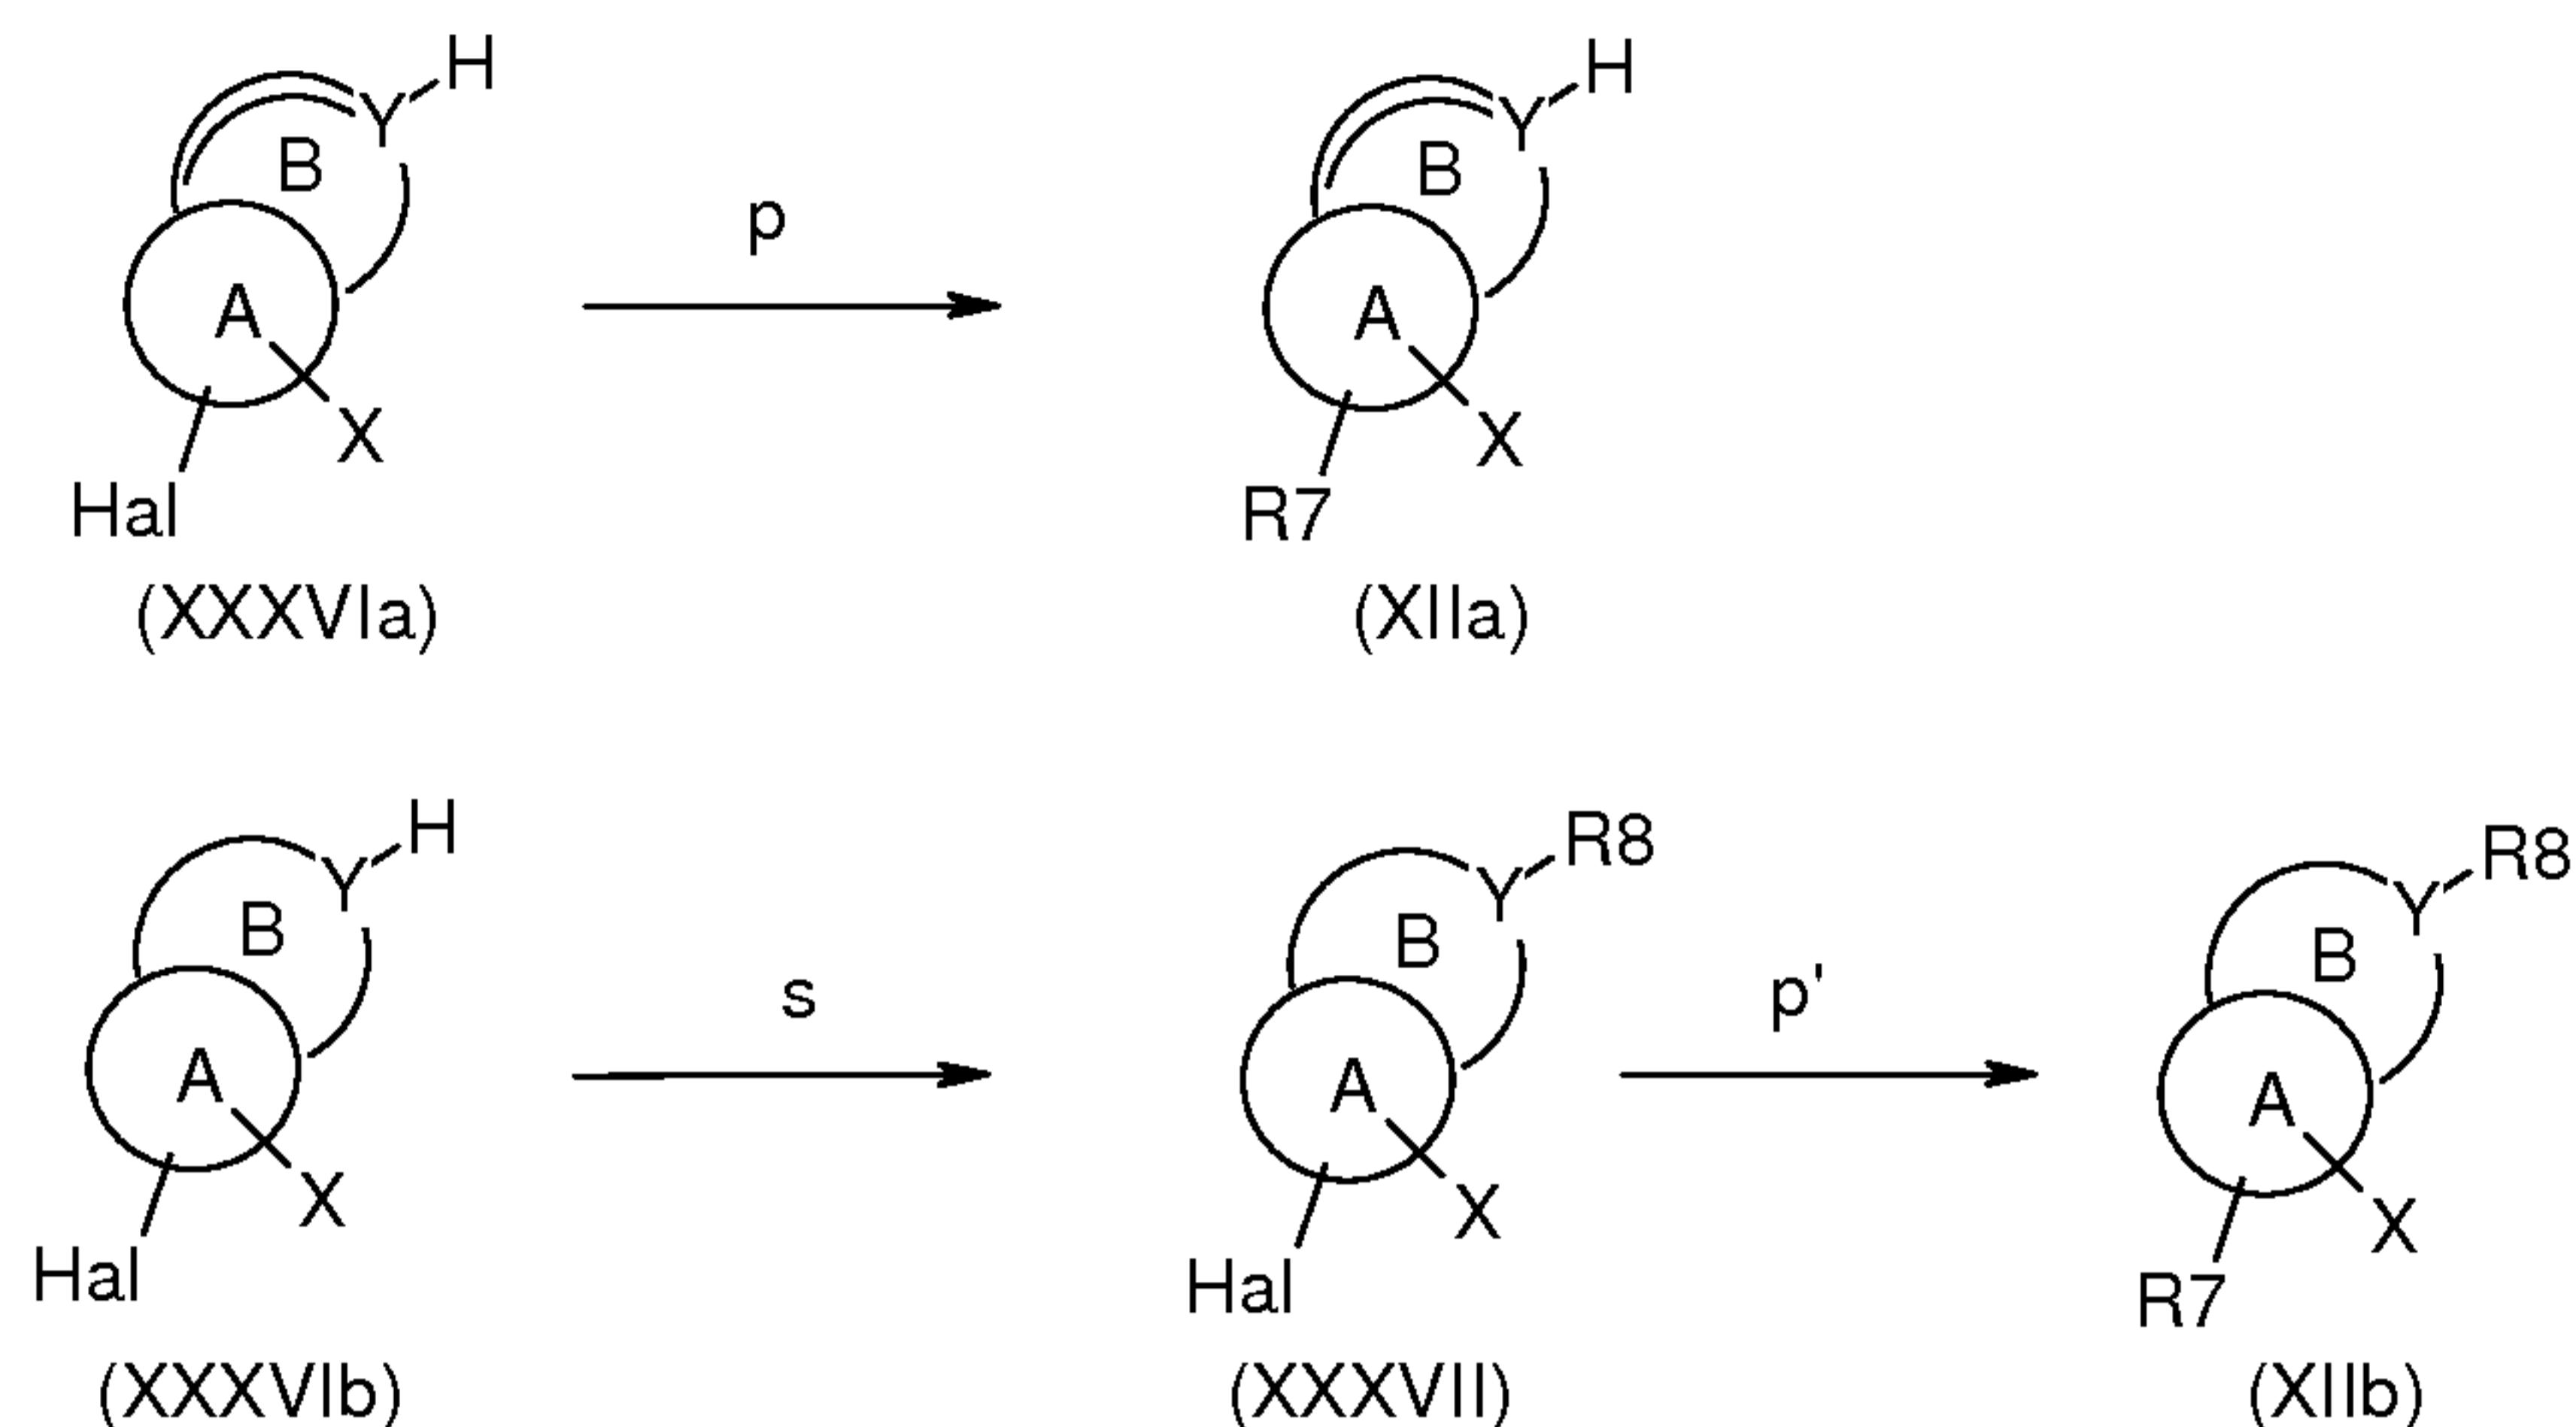 H
H
Y
Y
B
B
p
A
A
X
X
Hal
R7
(XXXVIa)
(XIIa)
H
R8
R8
Y
Y
Y
B
B
B
s
p'
A
A
A
X
X
X
Hal
Hal
R7
(XXXVIb)
(XXXVII)
(XIIb)